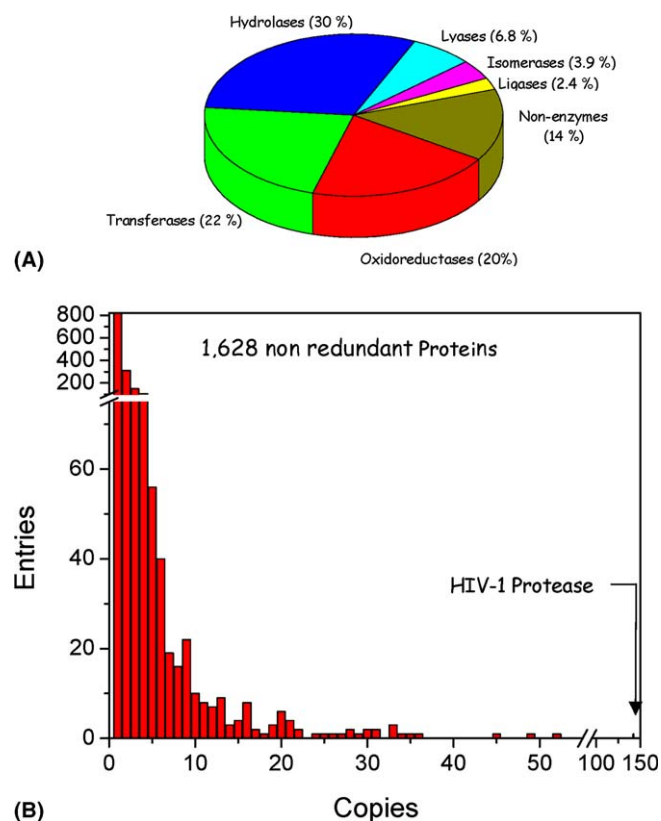 Hydrolases (30 %)
Lyases (6.8 %)
Isomerases (3.9 %)
Ligases (2.4 %)
Non-enzymes
(14 %)
Transferases (22 %)
Oxidoreductases (20%)
(A)
800
600
400
200
1,628 non redundant Proteins
60
40
20
0
Entries
HIV-1 Protease
0 10 20 30 40 50 100 150
Copies
(B)